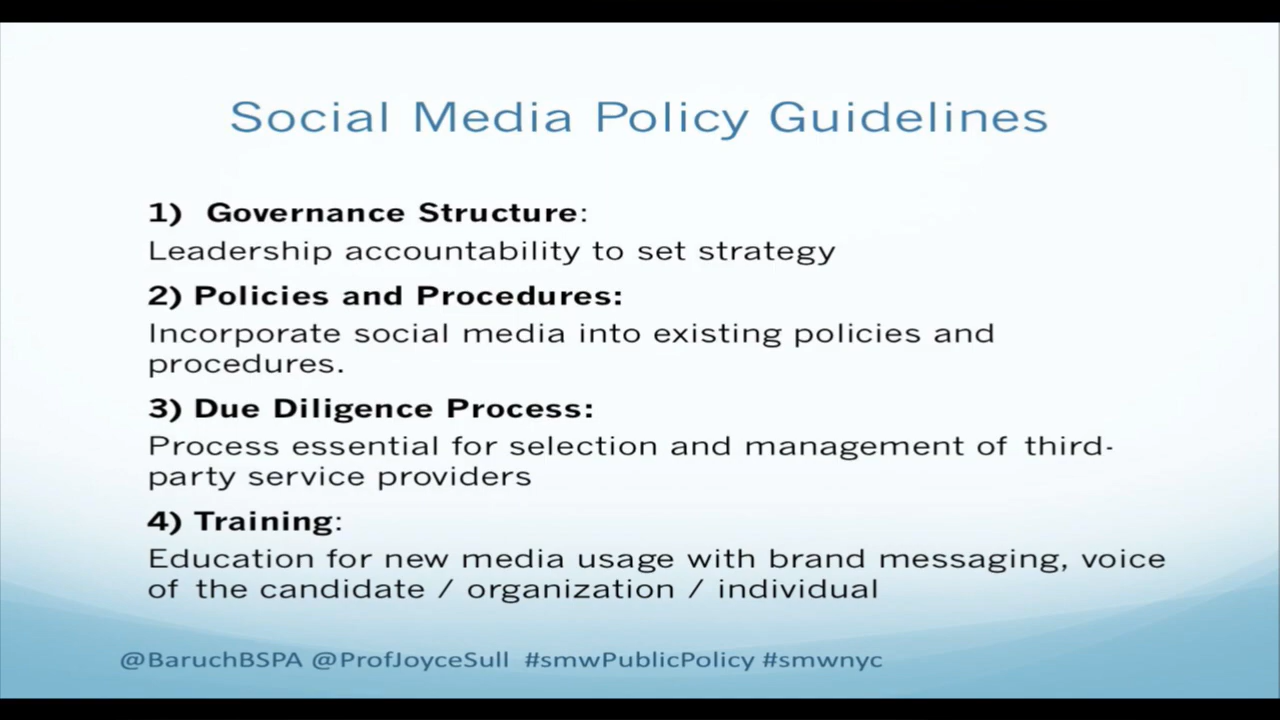 Social Media Policy Guidelines
1) Governance Structure:
Leadership accountability to set strategy
2) Policies and Procedures:
Incorporate social media into existing policies and
procedures.
3) Due Diligence Process:
Process essential for selection and management of third-
party service providers
4) Training:
Education for new media usage with brand messaging, voice
of the candidate / organization / individual
@BaruchBSPA @ProfJoyceSull #smwPublicPolicy #smwnyc